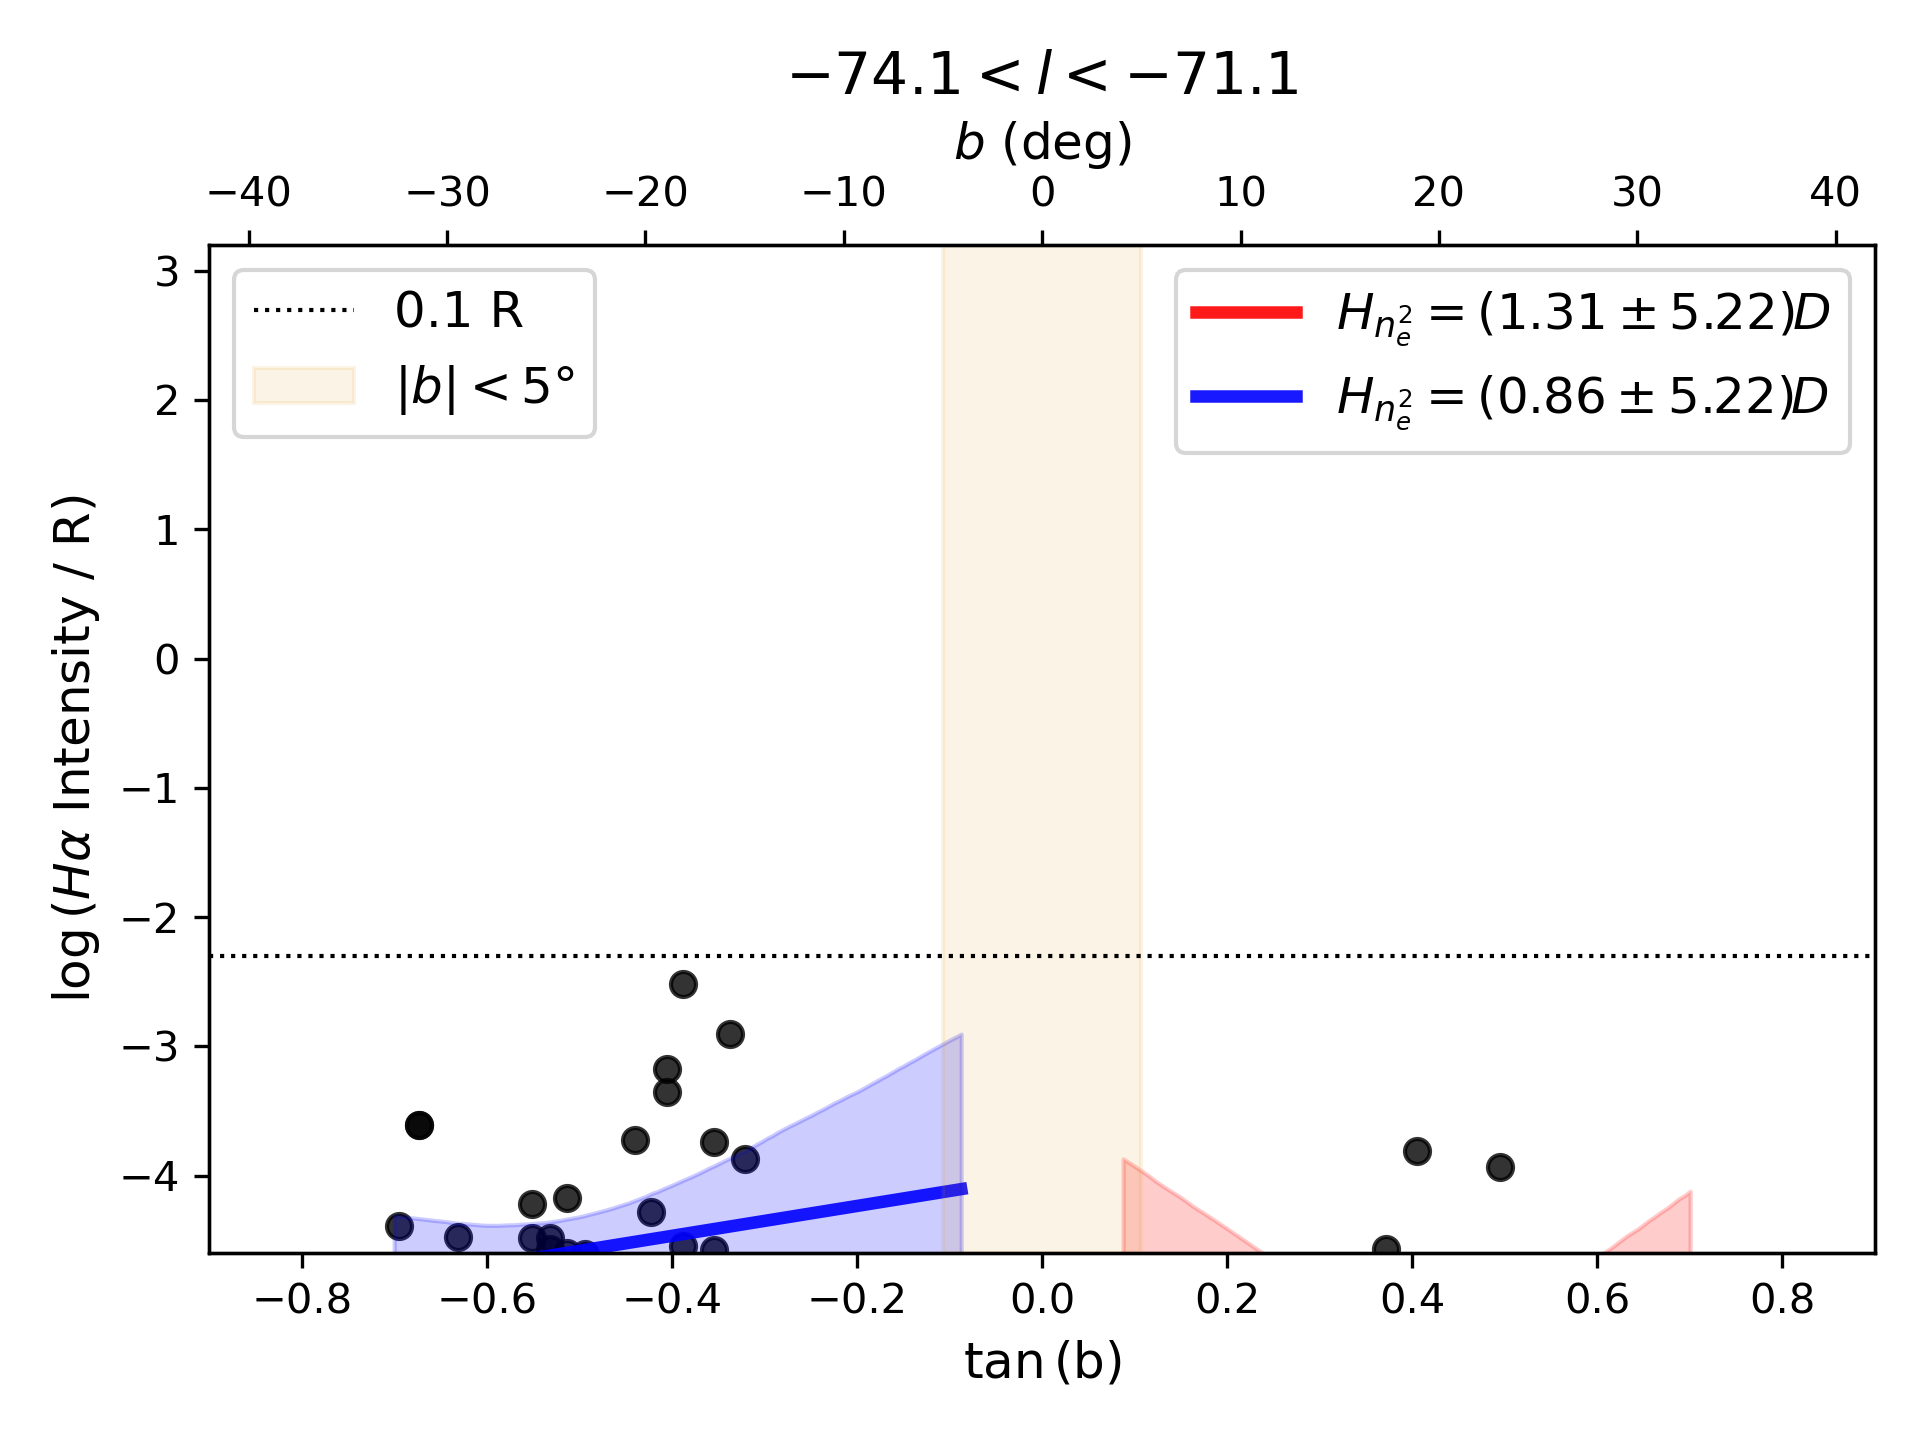 −74.1 < l < −71.1
b (deg)
−40 −30 −20 −10 0 10 20 30 40
3
2
1
0
−1
−2
−3
−4
log (Hα Intensity / R)
0.1 R
|b| < 5°
H_{n_e^2} = (1.31 ± 5.22)D
H_{n_e^2} = (0.86 ± 5.22)D
−0.8 −0.6 −0.4 −0.2 0.0 0.2 0.4 0.6 0.8
tan (b)